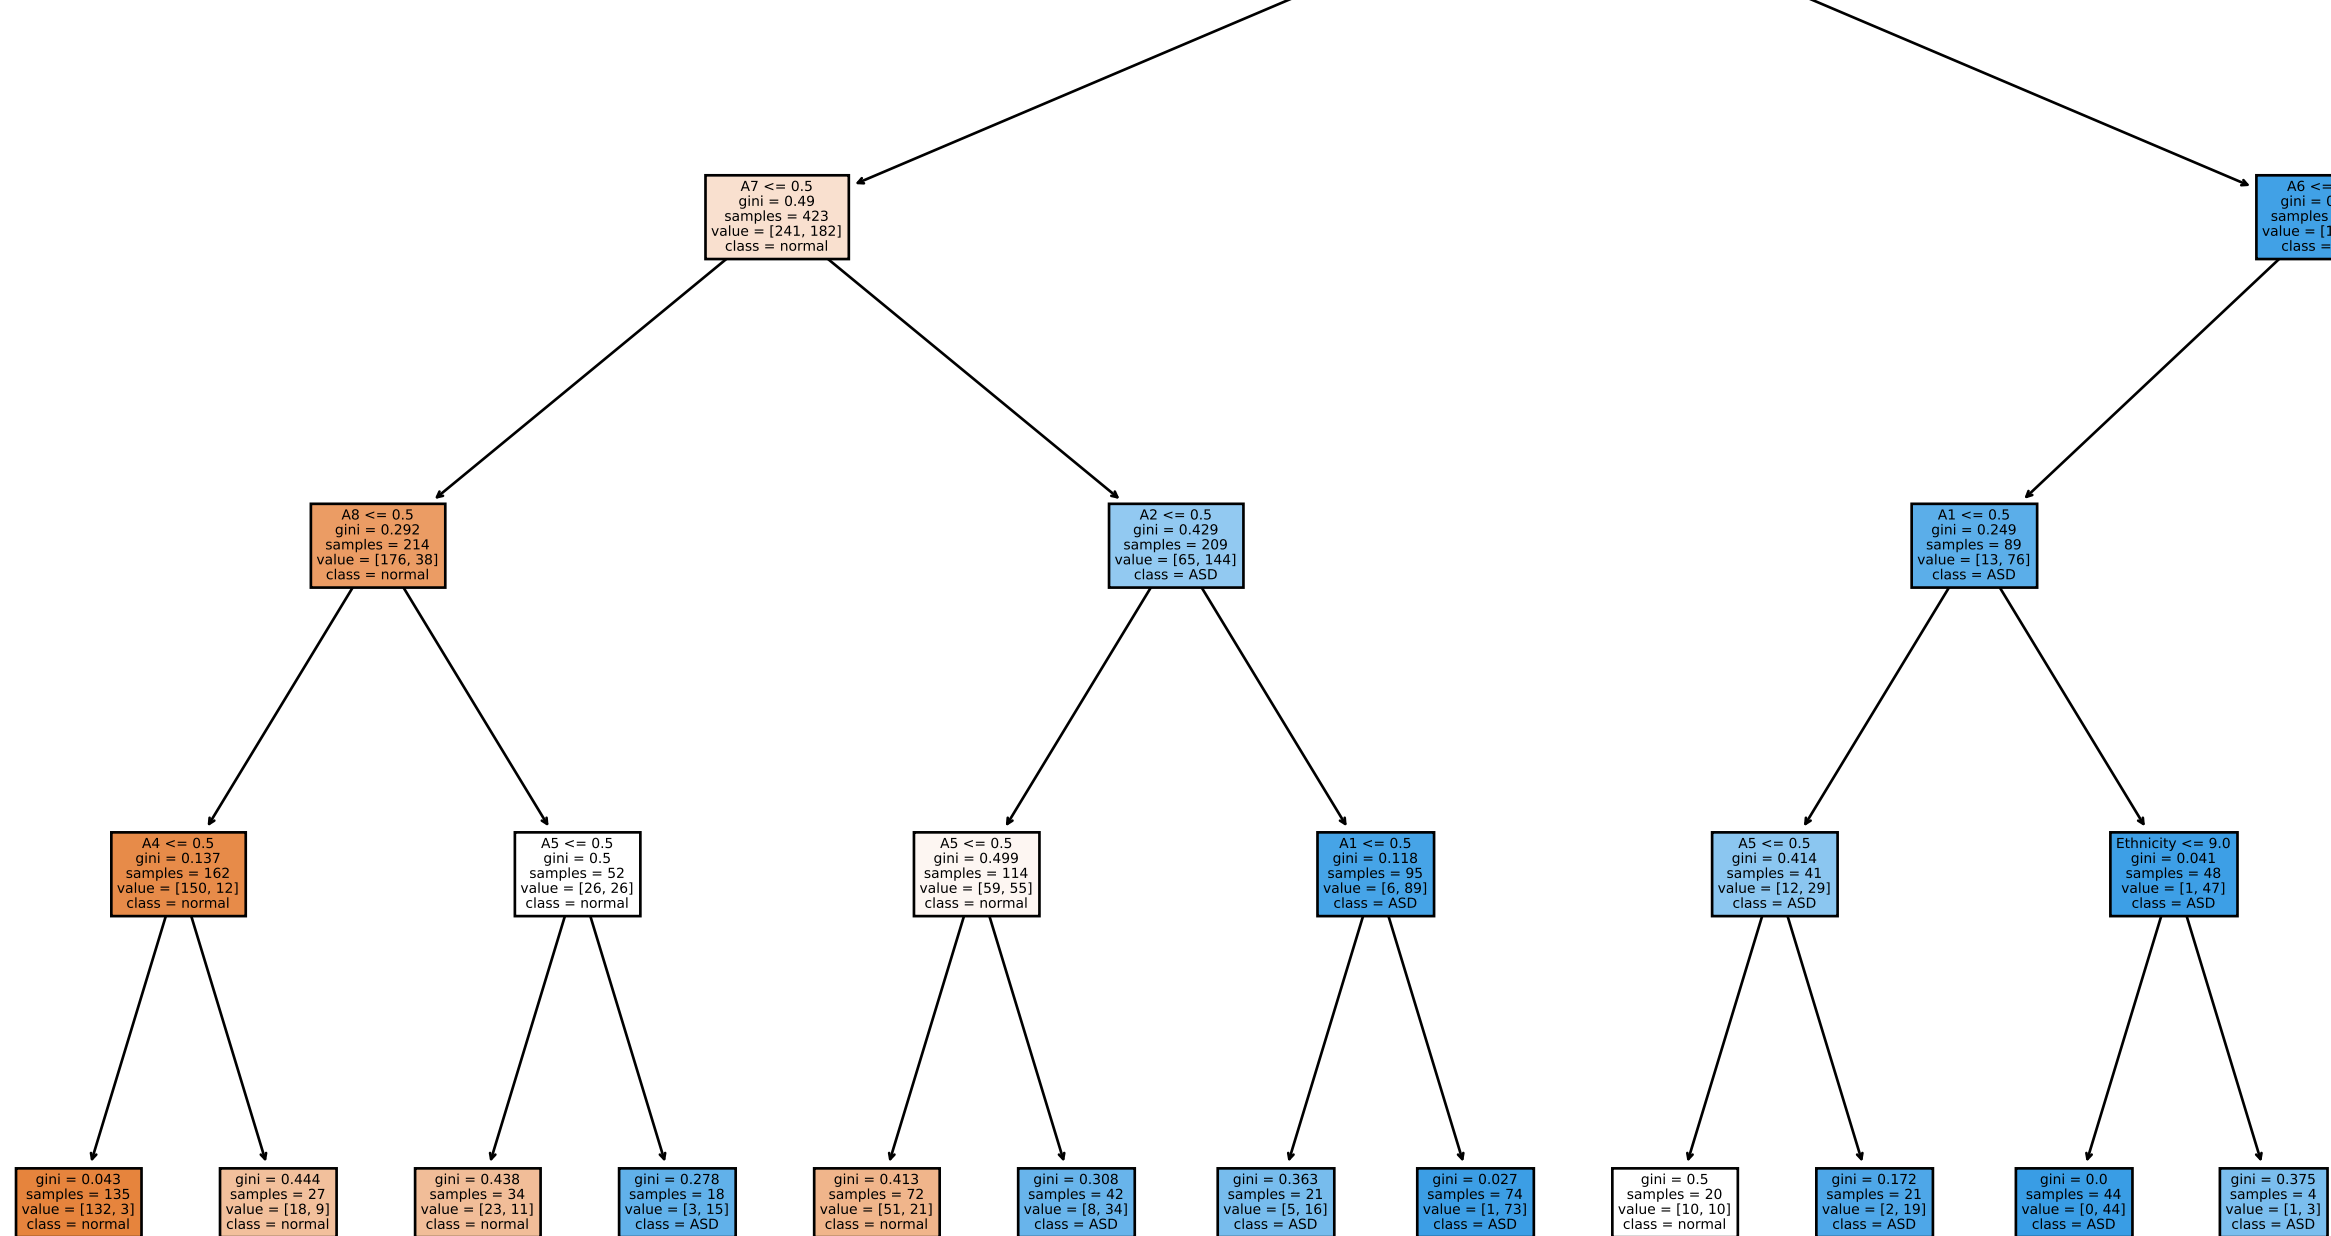 A7 <= 0.5
gini = 0.49
samples = 423
value = [241, 182]
class = normal
A6 <=
gini =
samples
value = [1
class =
A8 <= 0.5
gini = 0.292
samples = 214
value = [176, 38]
class = normal
A2 <= 0.5
gini = 0.429
samples = 209
value = [65, 144]
class = ASD
A1 <= 0.5
gini = 0.249
samples = 89
value = [13, 76]
class = ASD
A4 <= 0.5
gini = 0.137
samples = 162
value = [150, 12]
class = normal
A5 <= 0.5
gini = 0.5
samples = 52
value = [26, 26]
class = normal
A5 <= 0.5
gini = 0.499
samples = 114
value = [59, 55]
class = normal
A1 <= 0.5
gini = 0.118
samples = 95
value = [6, 89]
class = ASD
A5 <= 0.5
gini = 0.414
samples = 41
value = [12, 29]
class = ASD
Ethnicity <= 9.0
gini = 0.041
samples = 48
value = [1, 47]
class = ASD
gini = 0.043
samples = 135
value = [132, 3]
class = normal
gini = 0.444
samples = 27
value = [18, 9]
class = normal
gini = 0.438
samples = 34
value = [23, 11]
class = normal
gini = 0.278
samples = 18
value = [3, 15]
class = ASD
gini = 0.413
samples = 72
value = [51, 21]
class = normal
gini = 0.308
samples = 42
value = [8, 34]
class = ASD
gini = 0.363
samples = 21
value = [5, 16]
class = ASD
gini = 0.027
samples = 74
value = [1, 73]
class = ASD
gini = 0.5
samples = 20
value = [10, 10]
class = normal
gini = 0.172
samples = 21
value = [2, 19]
class = ASD
gini = 0.0
samples = 44
value = [0, 44]
class = ASD
gini = 0.375
samples = 4
value = [1, 3]
class = ASD